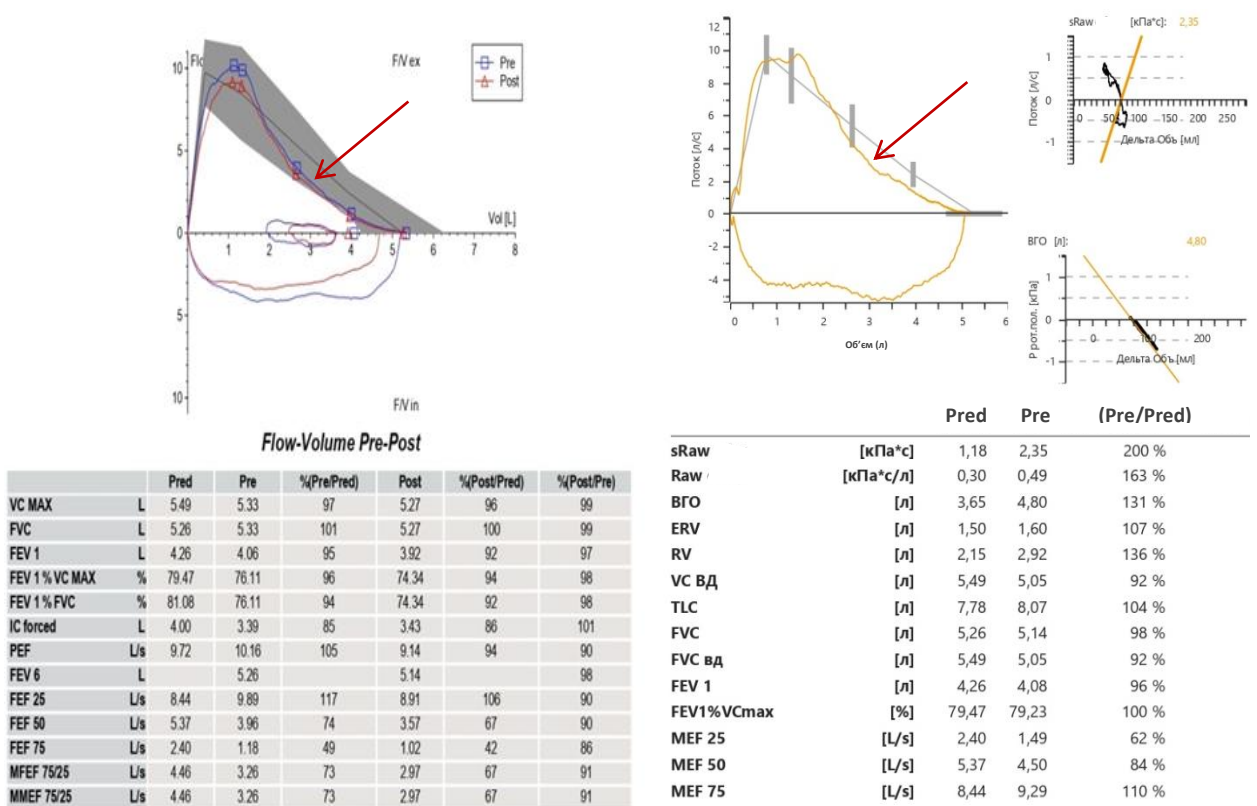 10
Flo
F/V ex
Pre
Post
5
Vol [L]
0
1 2 3 4 5 6 7 8
5
10
F/V in
Flow-Volume Pre-Post
Pred Pre %(Pre/Pred) Post %(Post/Pred) %(Post/Pre)
VC MAX L 5.49 5.33 97 5.27 96 99
FVC L 5.26 5.33 101 5.27 100 99
FEV 1 L 4.26 4.06 95 3.92 92 97
FEV 1 % VC MAX % 79.47 76.11 96 74.34 94 98
FEV 1 % FVC % 81.08 76.11 94 74.34 92 98
IC forced L 4.00 3.39 85 3.43 86 101
PEF L/s 9.72 10.16 105 9.14 94 90
FEV 6 L 5.26 5.14 98
FEF 25 L/s 8.44 9.89 117 8.91 106 90
FEF 50 L/s 5.37 3.96 74 3.57 67 90
FEF 75 L/s 2.40 1.18 49 1.02 42 86
MFEF 75/25 L/s 4.46 3.26 73 2.97 67 91
MMEF 75/25 L/s 4.46 3.26 73 2.97 67 91
12
10
8
6
4
2
0
-2
-4
Поток [л/с]
0 1 2 3 4 5 6
Об'єм (л)
sRaw [кПа*с]: 2,35
1
0
-1
Поток [л/с]
0 50 100 150 200 250
Дельта Объ [мл]
ВГО [л]: 4,80
1
0
-1
Р рот.пол. [кПа]
0 100 200
Дельта Объ [мл]
Pred Pre (Pre/Pred)
sRaw [кПа*с] 1,18 2,35 200 %
Raw [кПа*с/л] 0,30 0,49 163 %
ВГО [л] 3,65 4,80 131 %
ERV [л] 1,50 1,60 107 %
RV [л] 2,15 2,92 136 %
VC ВД [л] 5,49 5,05 92 %
TLC [л] 7,78 8,07 104 %
FVC [л] 5,26 5,14 98 %
FVC вд [л] 5,49 5,05 92 %
FEV 1 [л] 4,26 4,08 96 %
FEV1%VCmax [%] 79,47 79,23 100 %
MEF 25 [L/s] 2,40 1,49 62 %
MEF 50 [L/s] 5,37 4,50 84 %
MEF 75 [L/s] 8,44 9,29 110 %